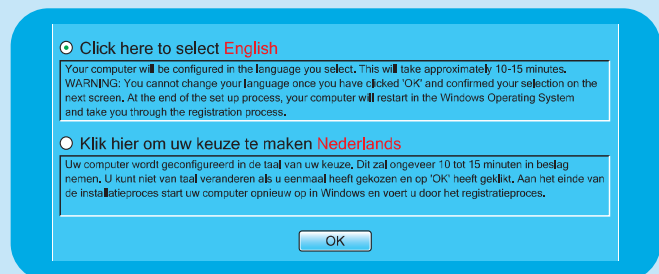 Click here to select English
Your computer will be configured in the language you select. This will take approximately 10-15 minutes.
WARNING: You cannot change your language once you have clicked 'OK' and confirmed your selection on the
next screen. At the end of the set up process, your computer will restart in the Windows Operating System
and take you through the registration process.
Klik hier om uw keuze te maken Nederlands
Uw computer wordt geconfigureerd in de taal van uw keuze. Dit zal ongeveer 10 tot 15 minuten in beslag
nemen. U kunt niet van taal veranderen als u eenmaal heeft gekozen en op 'OK' heeft geklikt. Aan het einde van
de installatieproces start uw computer opnieuw op in Windows en voert u door het registratieproces.
OK